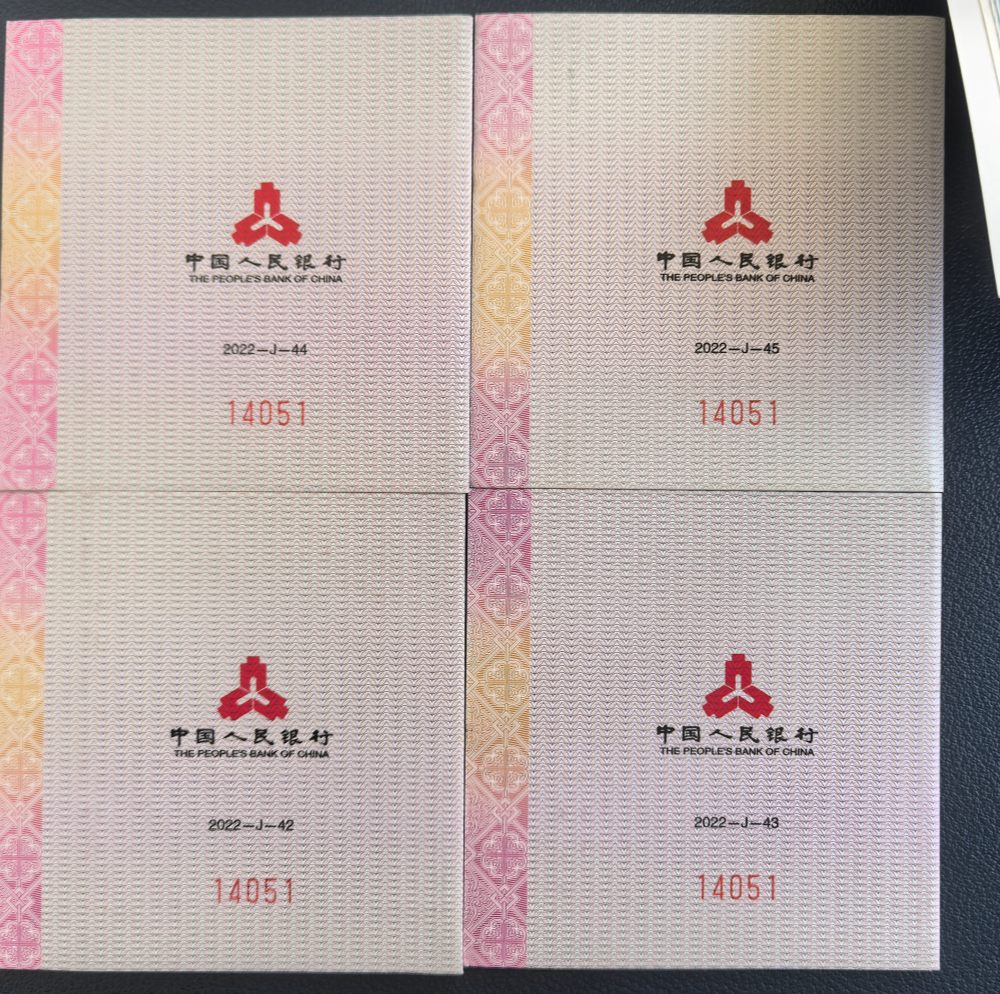 中国人民银行
THE PEOPLE'S BANK OF CHINA
2022-J-44
14051
中国人民银行
THE PEOPLE'S BANK OF CHINA
2022-J-45
14051
中国人民银行
THE PEOPLE'S BANK OF CHINA
2022-J-42
14051
中国人民银行
THE PEOPLE'S BANK OF CHINA
2022-J-43
14051